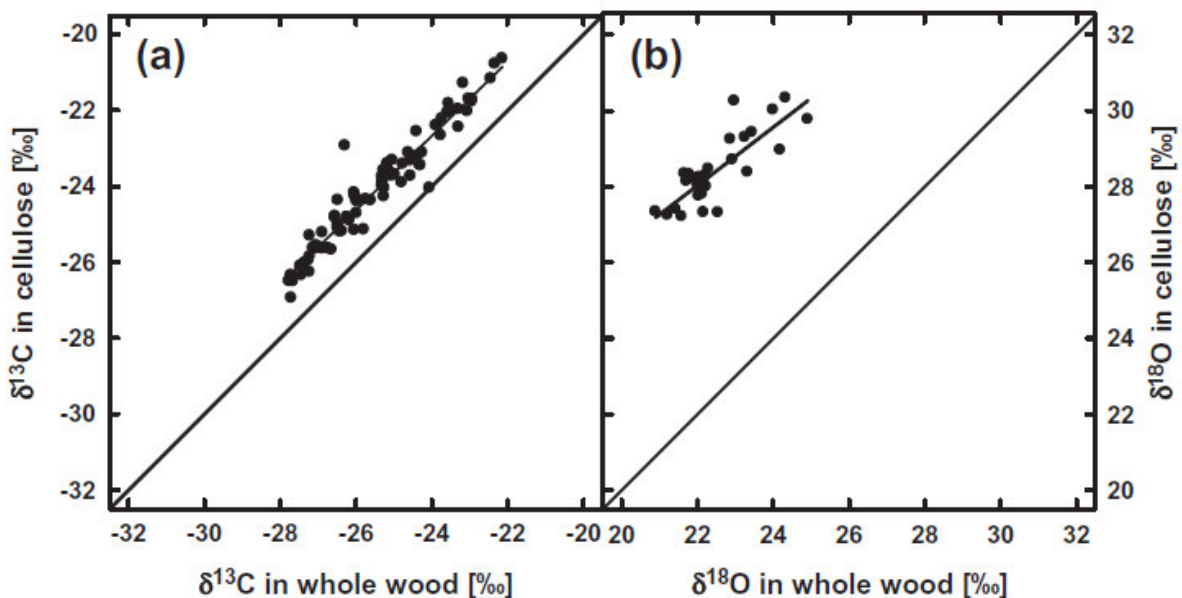 (a)
(b)
-20
-22
-24
-26
-28
-30
-32
δ13C in cellulose [‰]
32
30
28
26
24
22
20
δ18O in cellulose [‰]
-32 -30 -28 -26 -24 -22 -20
20 22 24 26 28 30 32
δ13C in whole wood [‰]
δ18O in whole wood [‰]